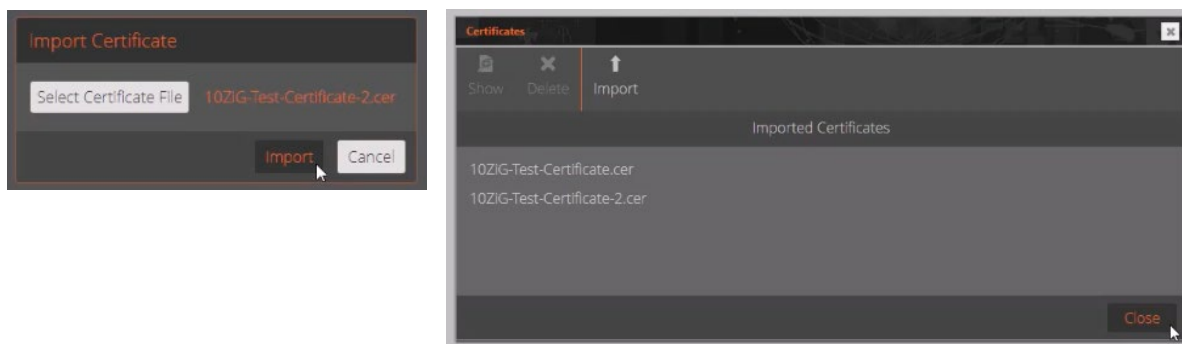 Import Certificate
Select Certificate File 10ZiG-Test-Certificate-2.cer
Import Cancel
Certificates
Show Delete Import
Imported Certificates
10ZiG-Test-Certificate.cer
10ZiG-Test-Certificate-2.cer
Close